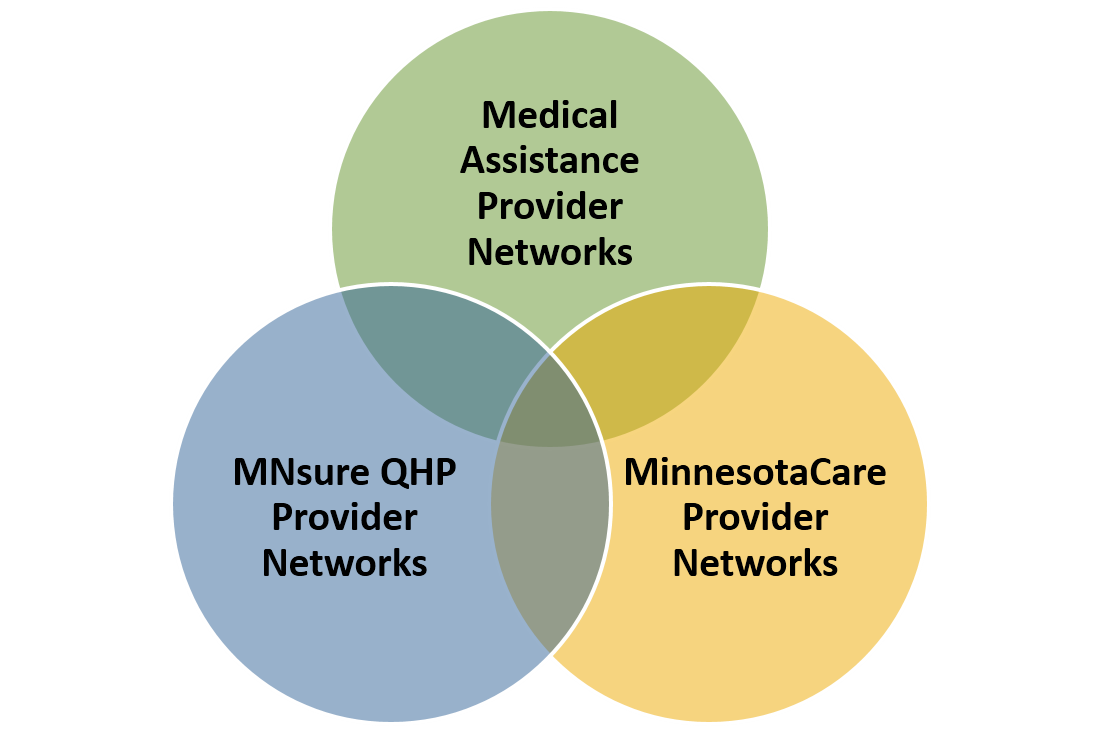 Medical
Assistance
Provider
Networks
MNsure QHP
Provider
Networks
MinnesotaCare
Provider
Networks